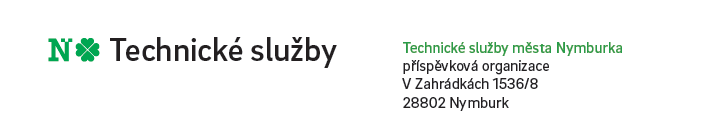 N Technické služby
Technické služby města Nymburka
příspěvková organizace
V Zahrádkách 1536/8
28802 Nymburk